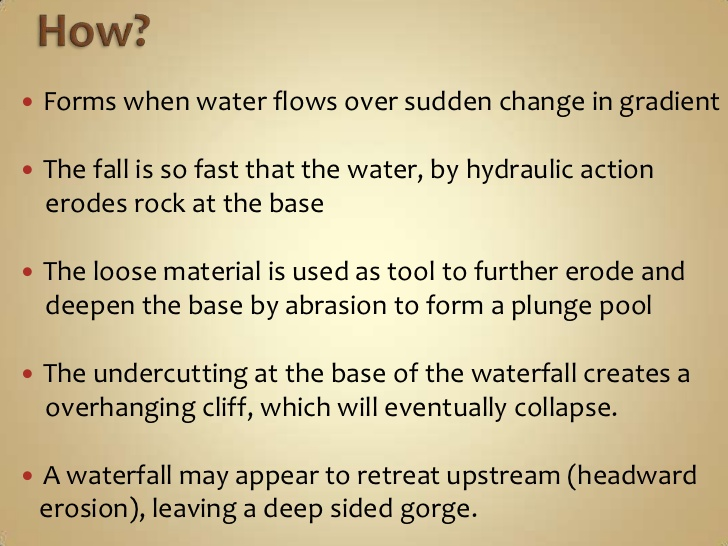 How?
• Forms when water flows over sudden change in gradient
• The fall is so fast that the water, by hydraulic action
erodes rock at the base
• The loose material is used as tool to further erode and
deepen the base by abrasion to form a plunge pool
• The undercutting at the base of the waterfall creates a
overhanging cliff, which will eventually collapse.
• A waterfall may appear to retreat upstream (headward
erosion), leaving a deep sided gorge.